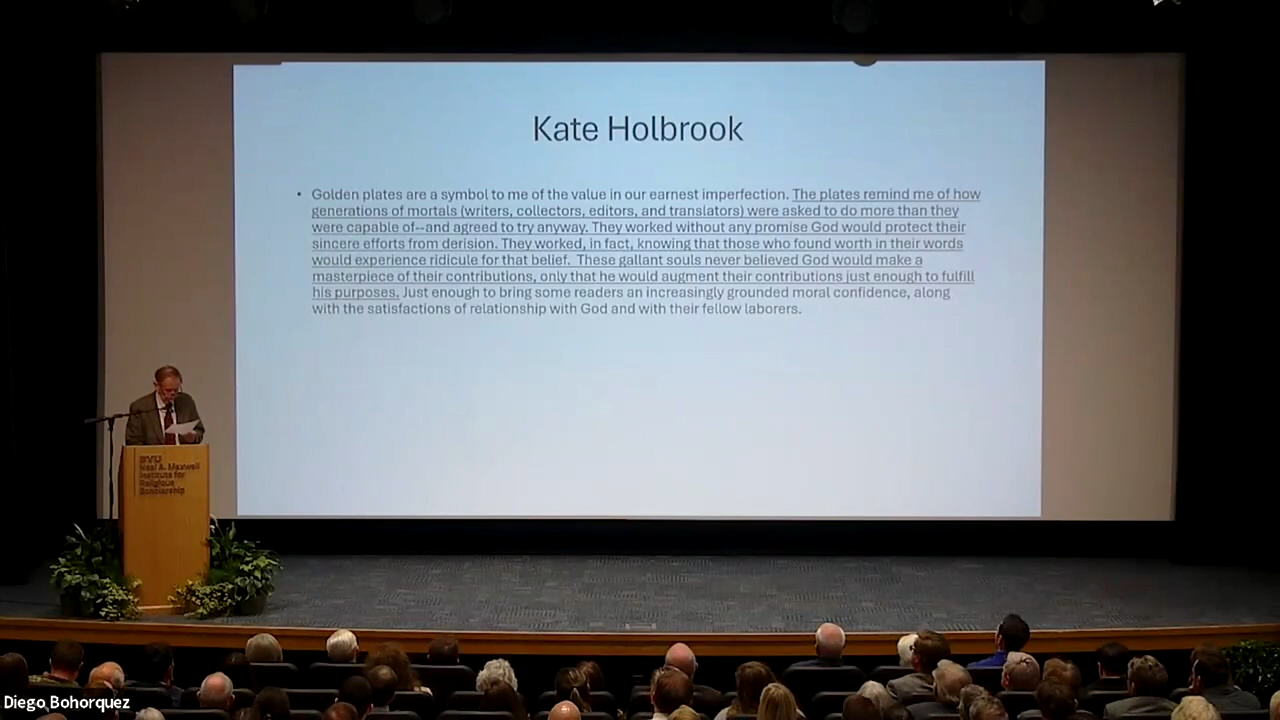 Kate Holbrook
• Golden plates are a symbol to me of the value in our earnest imperfection. The plates remind me of how
generations of mortals (writers, collectors, editors, and translators) were asked to do more than they
were capable of--and agreed to try anyway. They worked without any promise God would protect their
sincere efforts from derision. They worked, in fact, knowing that those who found worth in their words
would experience ridicule for that belief.  These gallant souls never believed God would make a
masterpiece of their contributions, only that he would augment their contributions just enough to fulfill
his purposes. Just enough to bring some readers an increasingly grounded moral confidence, along
with the satisfactions of relationship with God and with their fellow laborers.
BYU
Neal A. Maxwell
Institute for
Religious
Scholarship
Diego Bohorquez